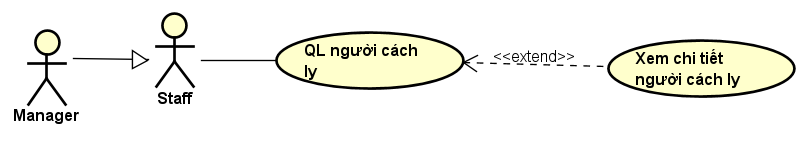 QL người cách
ly
<<extend>>
Xem chi tiết
người cách ly
Staff
Manager